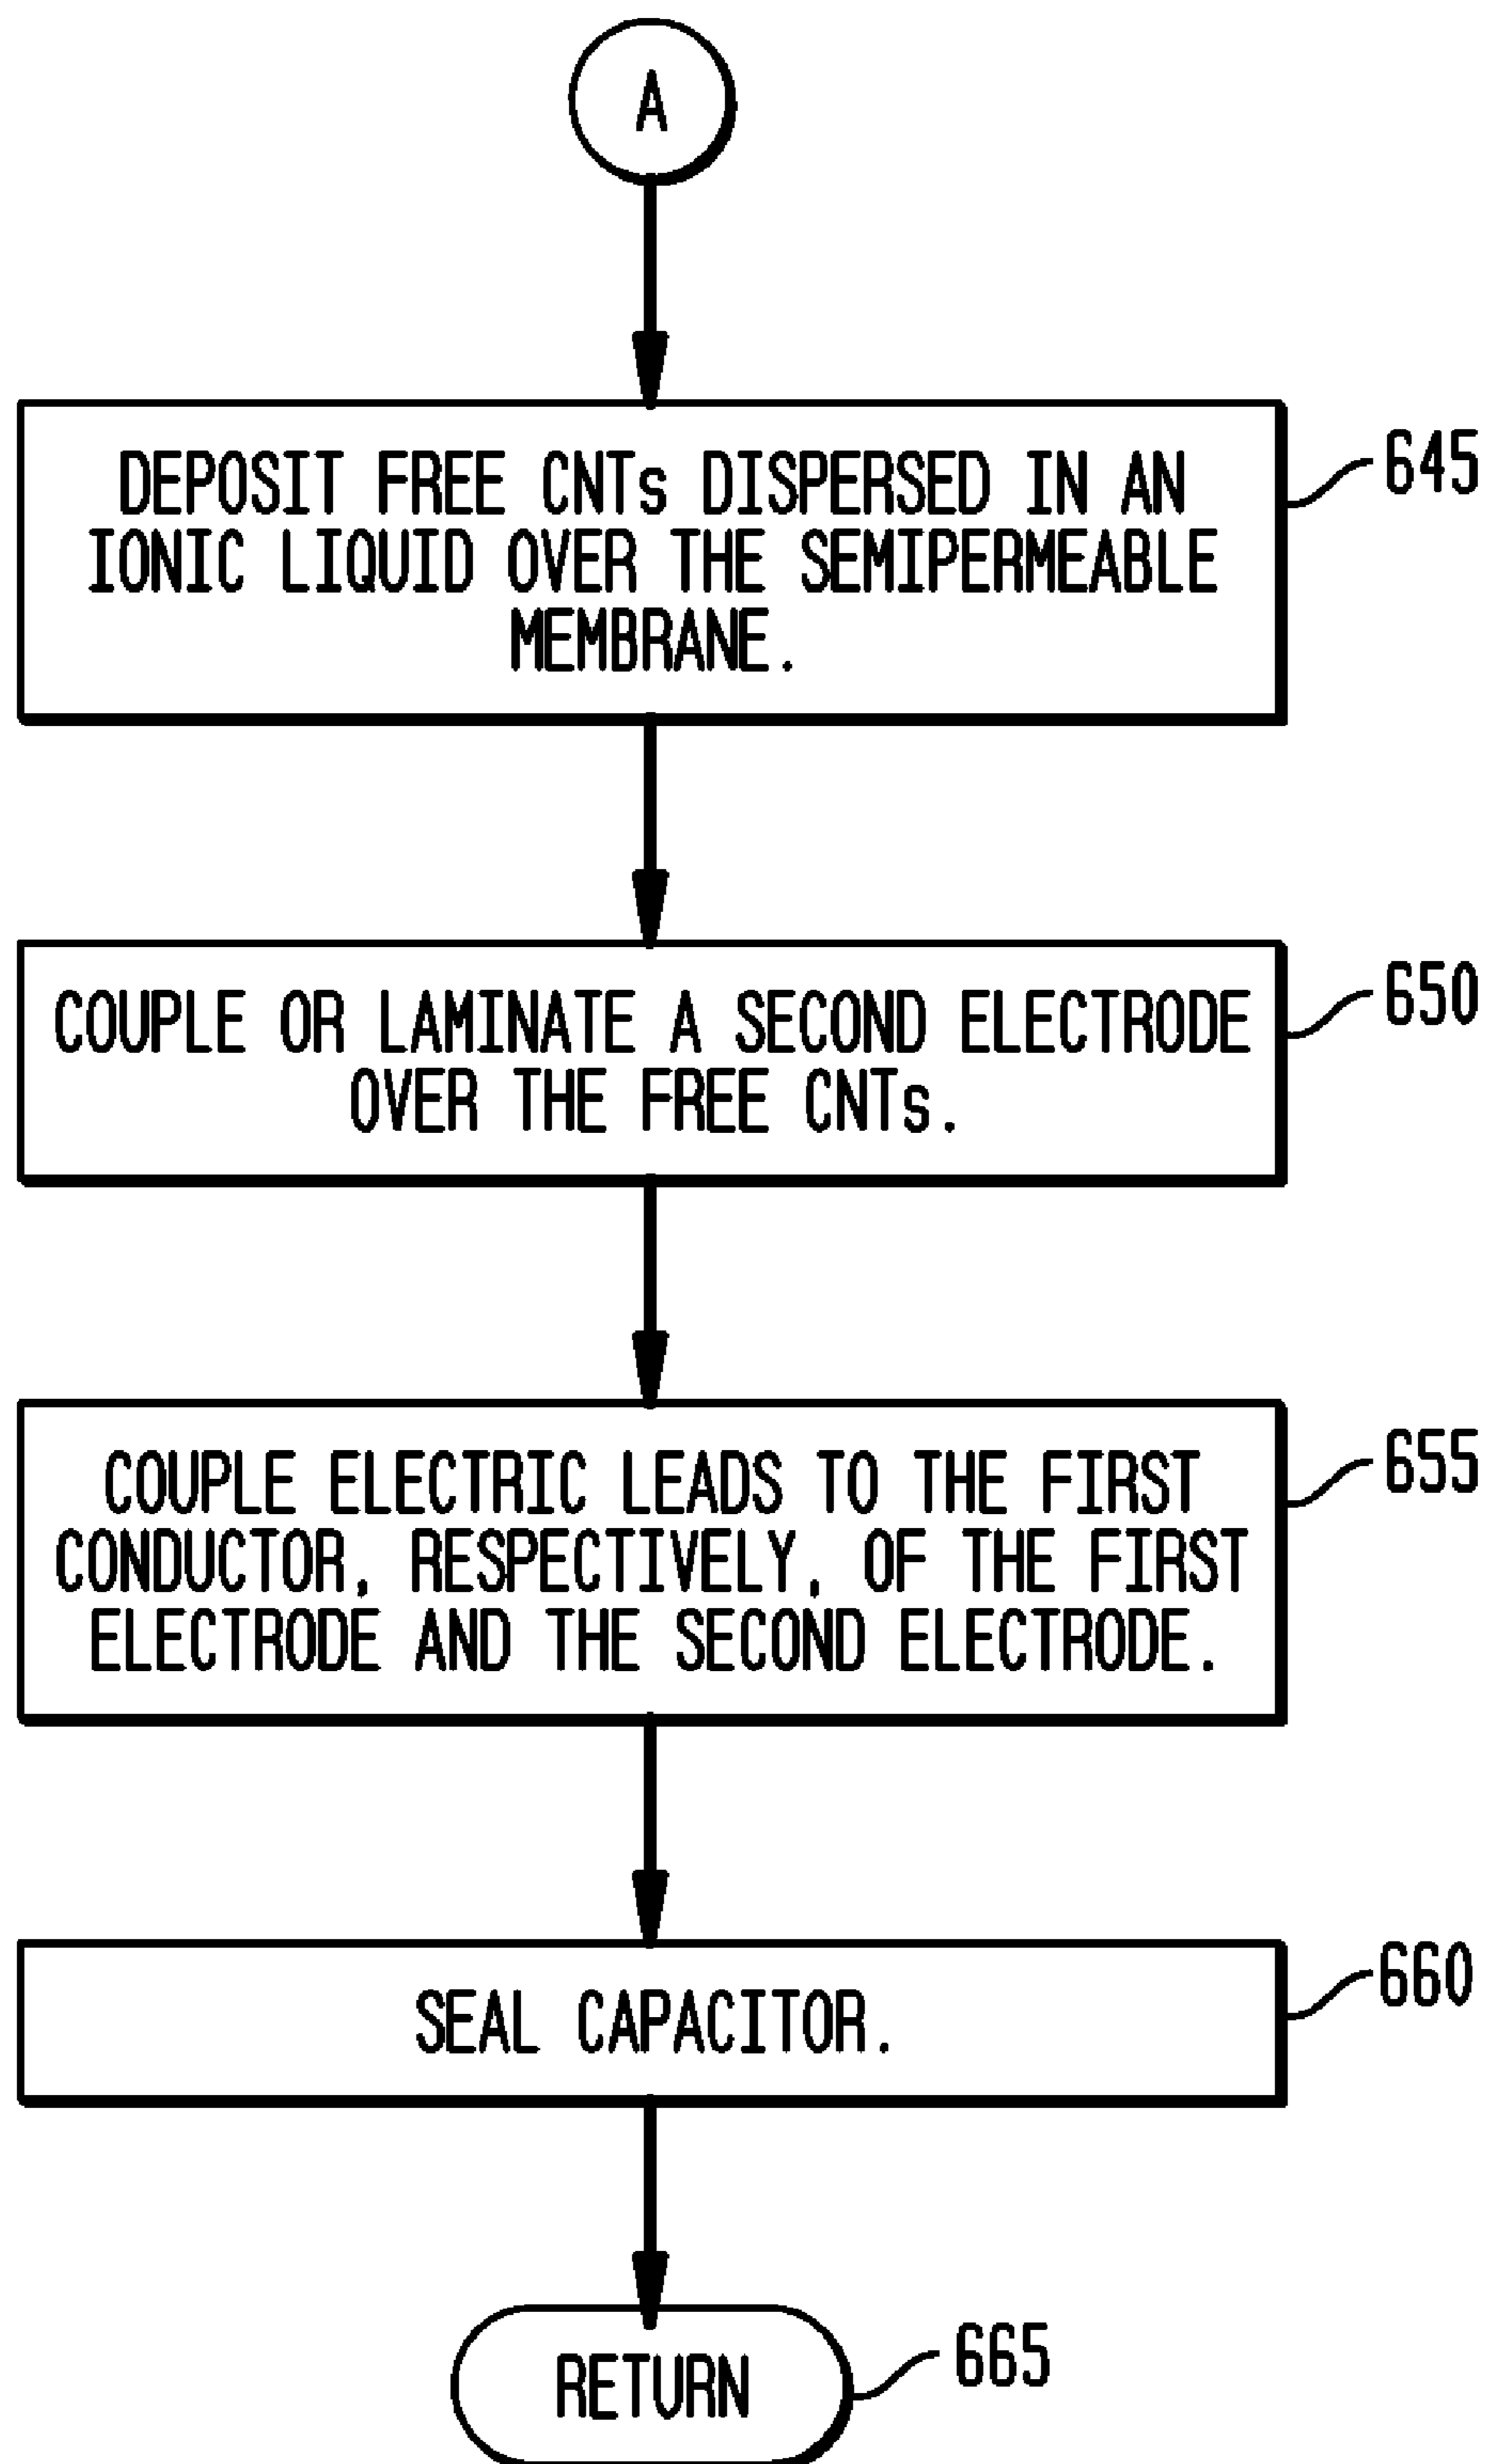 A
DEPOSIT FREE CNTs DISPERSED IN AN
IONIC LIQUID OVER THE SEMIPERMEABLE
MEMBRANE.
645
COUPLE OR LAMINATE A SECOND ELECTRODE
OVER THE FREE CNTs.
650
COUPLE ELECTRIC LEADS TO THE FIRST
CONDUCTOR, RESPECTIVELY, OF THE FIRST
ELECTRODE AND THE SECOND ELECTRODE.
655
SEAL CAPACITOR.
660
RETURN
665